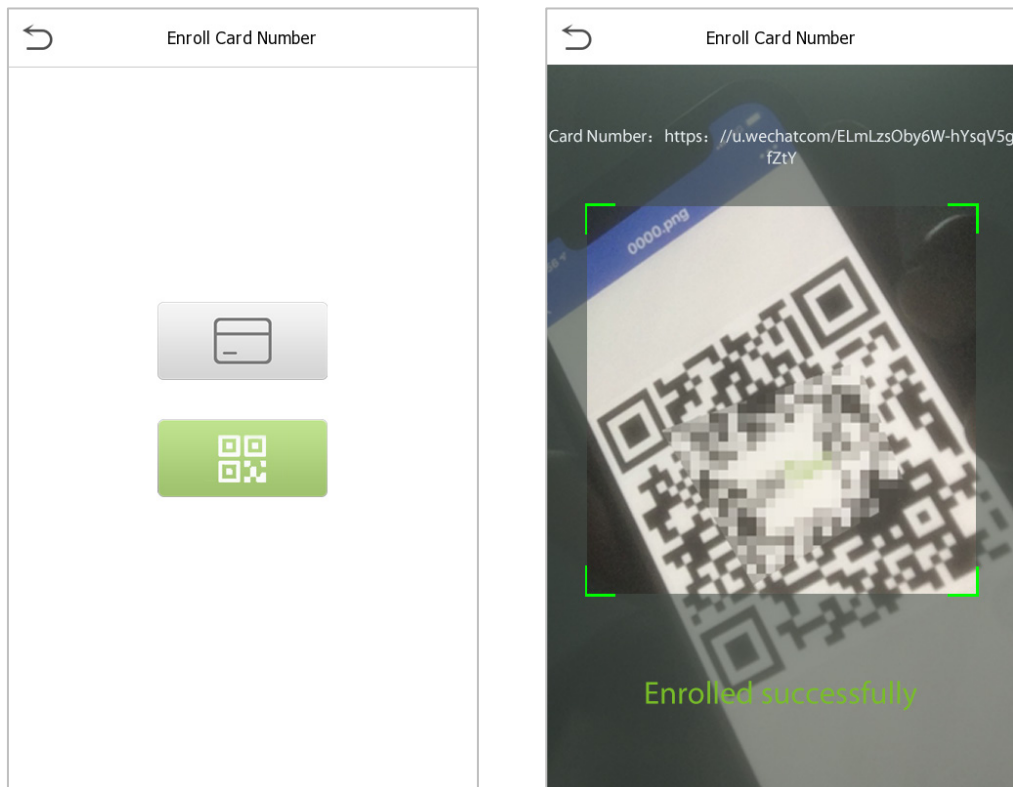 Enroll Card Number
Enroll Card Number
Card Number： https： //u.wechatcom/ELmLzsOby6W-hYsqV5g
fZtY
0000.png
Enrolled successfully